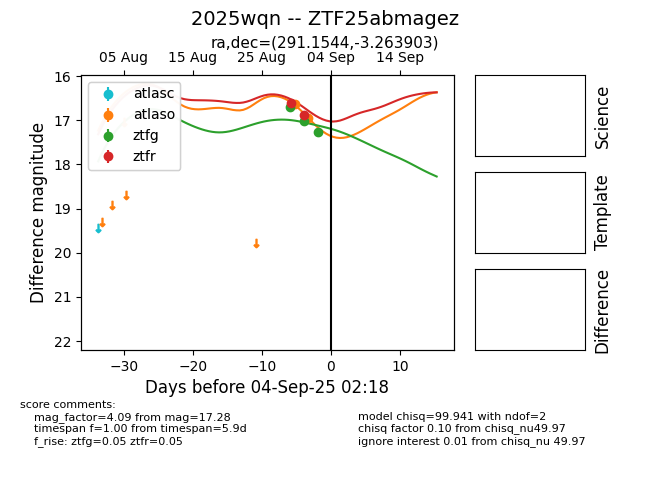 2025wqn -- ZTF25abmagez
ra,dec=(291.1544,-3.263903)
05 Aug 15 Aug 25 Aug 04 Sep 14 Sep
16
17
18
19
20
21
22
Difference magnitude
atlasc
atlaso
ztfg
ztfr
−30 −20 −10 0 10
Days before 04-Sep-25 02:18
Science
Template
Difference
score comments:
mag_factor=4.09 from mag=17.28
timespan f=1.00 from timespan=5.9d
f_rise: ztfg=0.05 ztfr=0.05
model chisq=99.941 with ndof=2
chisq factor 0.10 from chisq_nu49.97
ignore interest 0.01 from chisq_nu 49.97